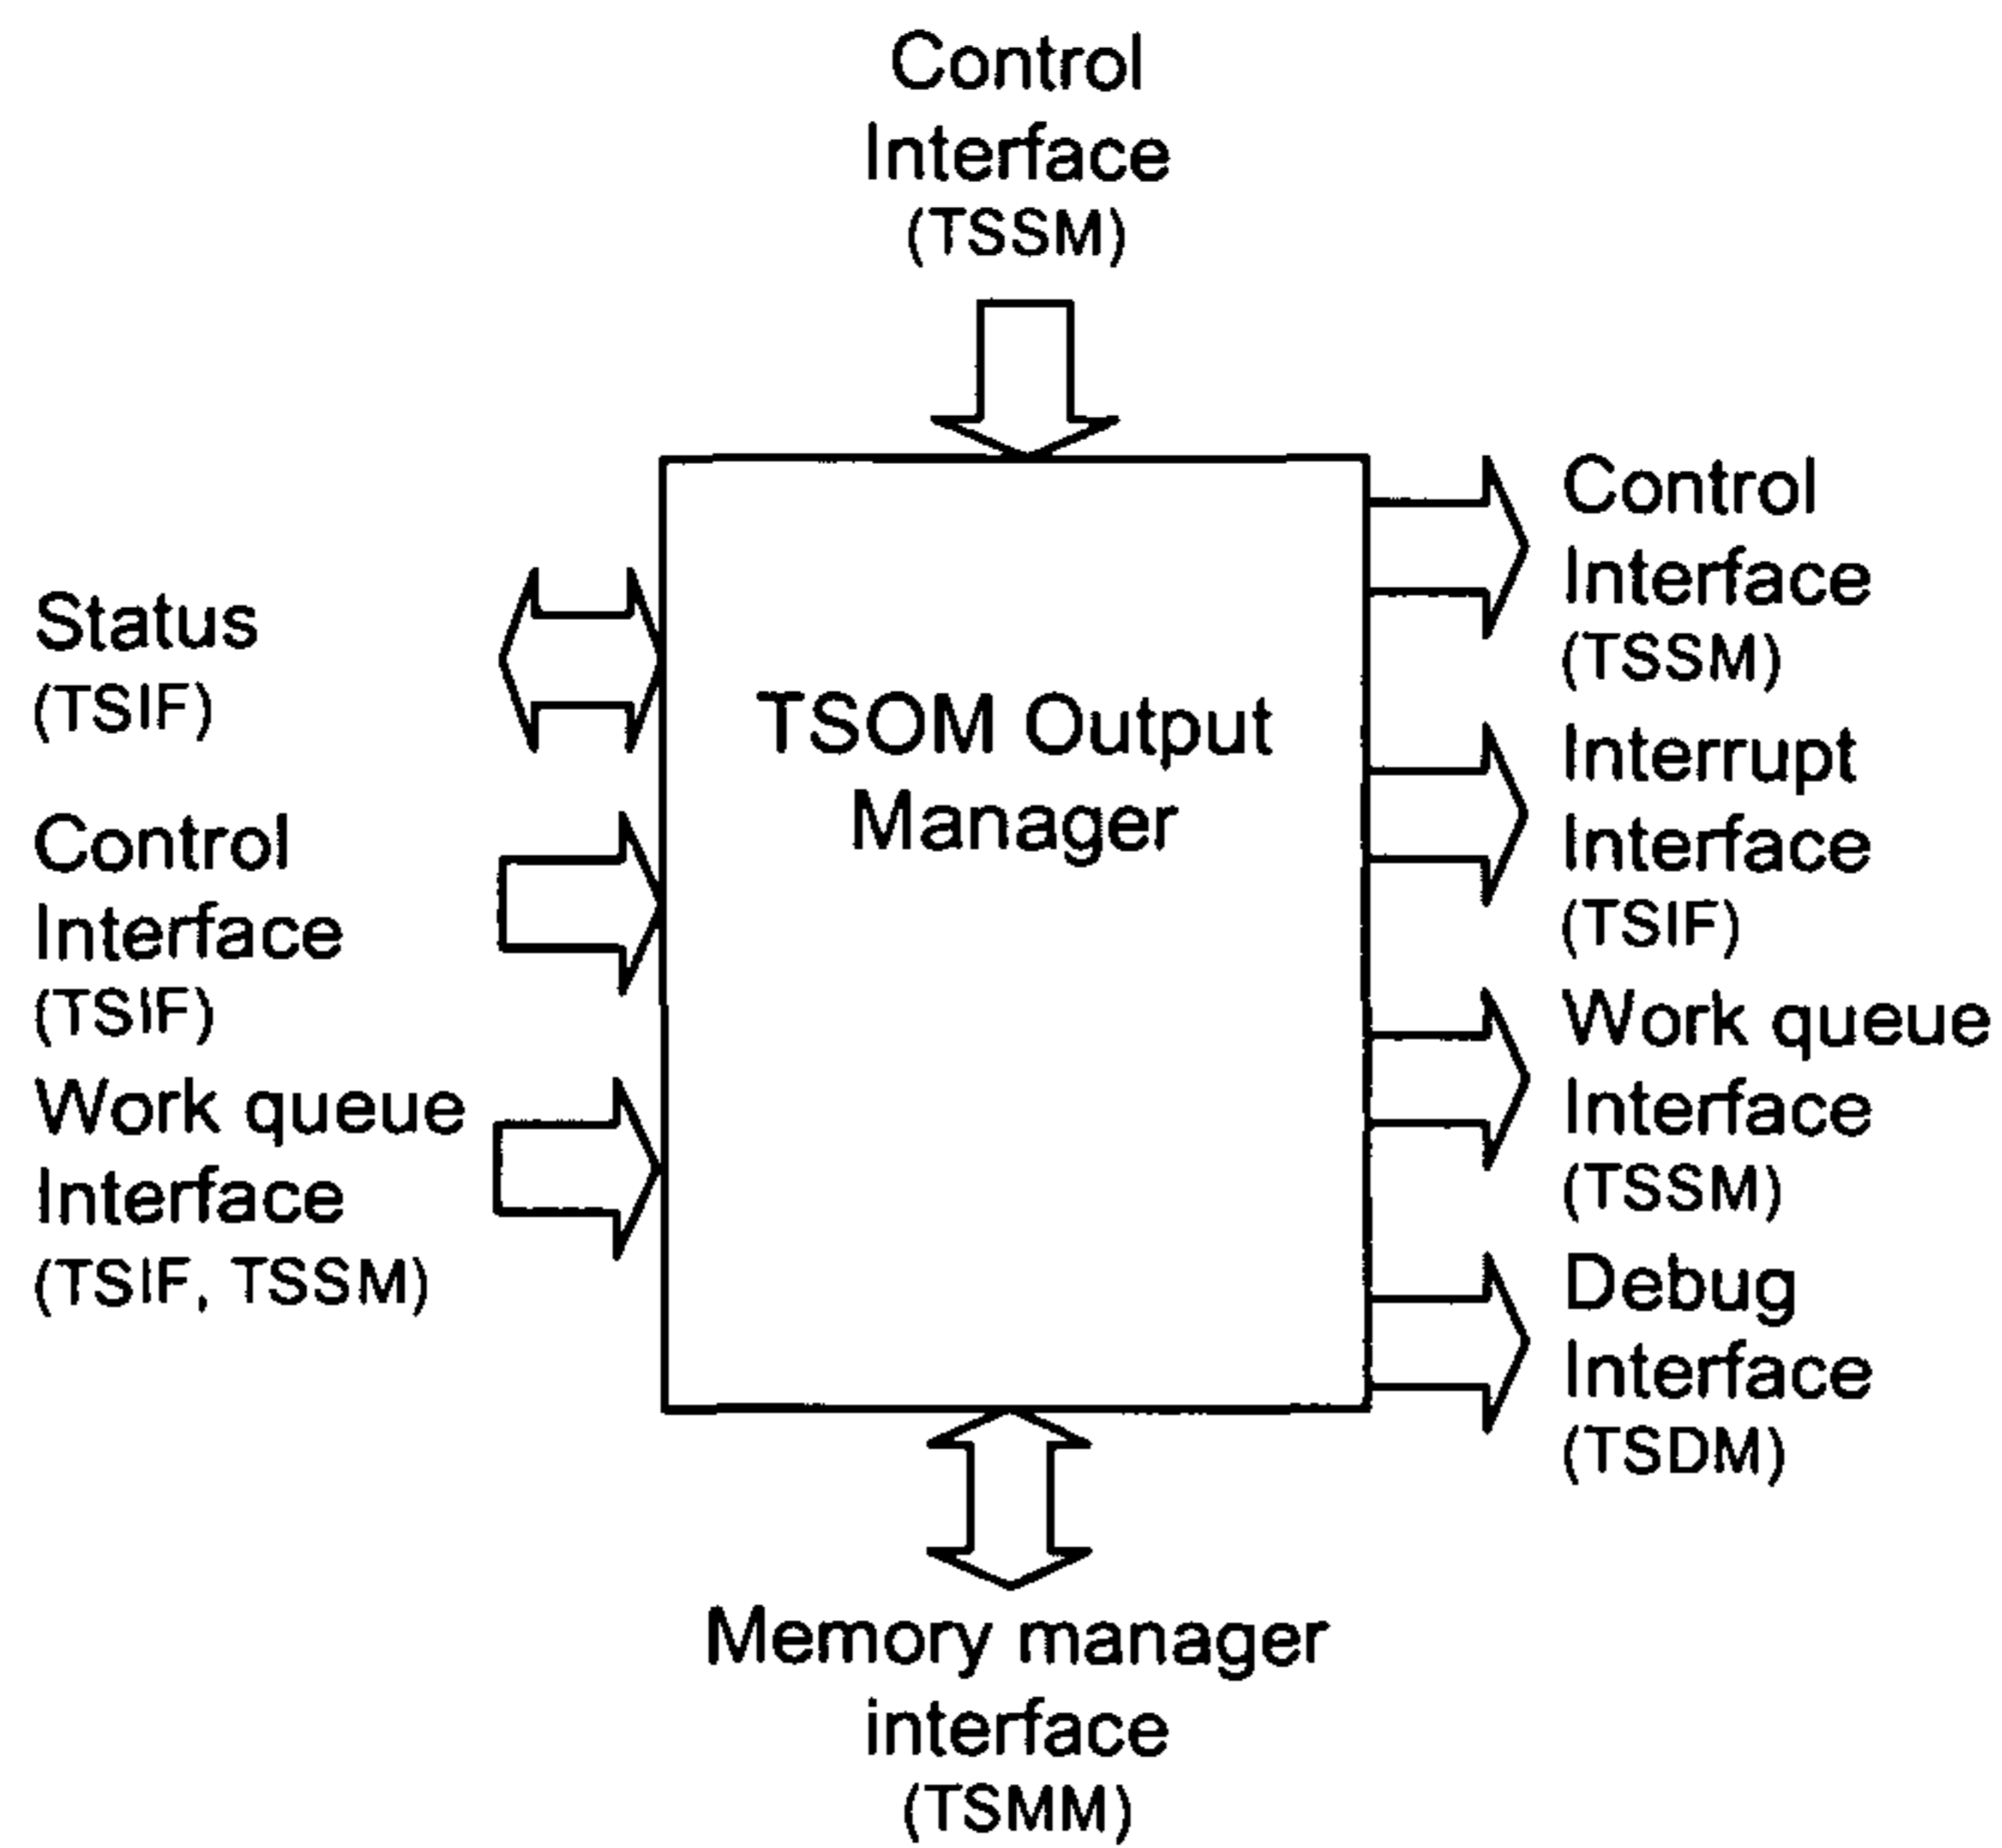 Control
Interface
(TSSM)
Status
(TSIF)
Control
Interface
(TSIF)
Work queue
Interface
(TSIF, TSSM)
TSOM Output
Manager
Control
Interface
(TSSM)
Interrupt
Interface
(TSIF)
Work queue
Interface
(TSSM)
Debug
Interface
(TSDM)
Memory manager
interface
(TSMM)